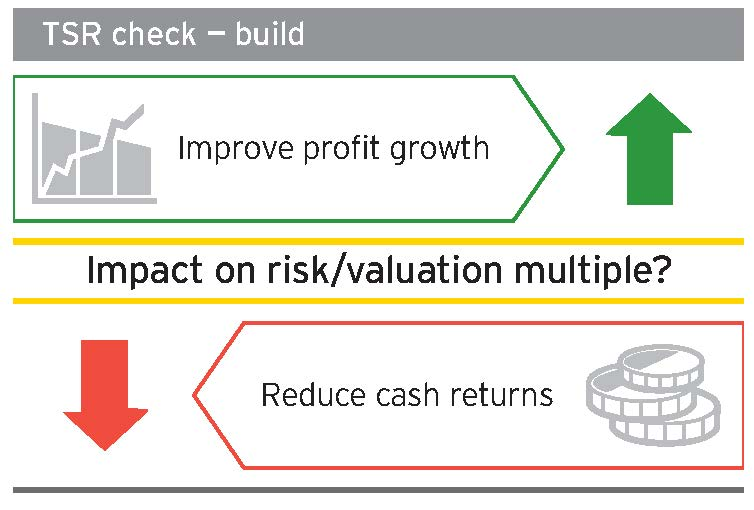 TSR check – build
Improve profit growth
Impact on risk/valuation multiple?
Reduce cash returns